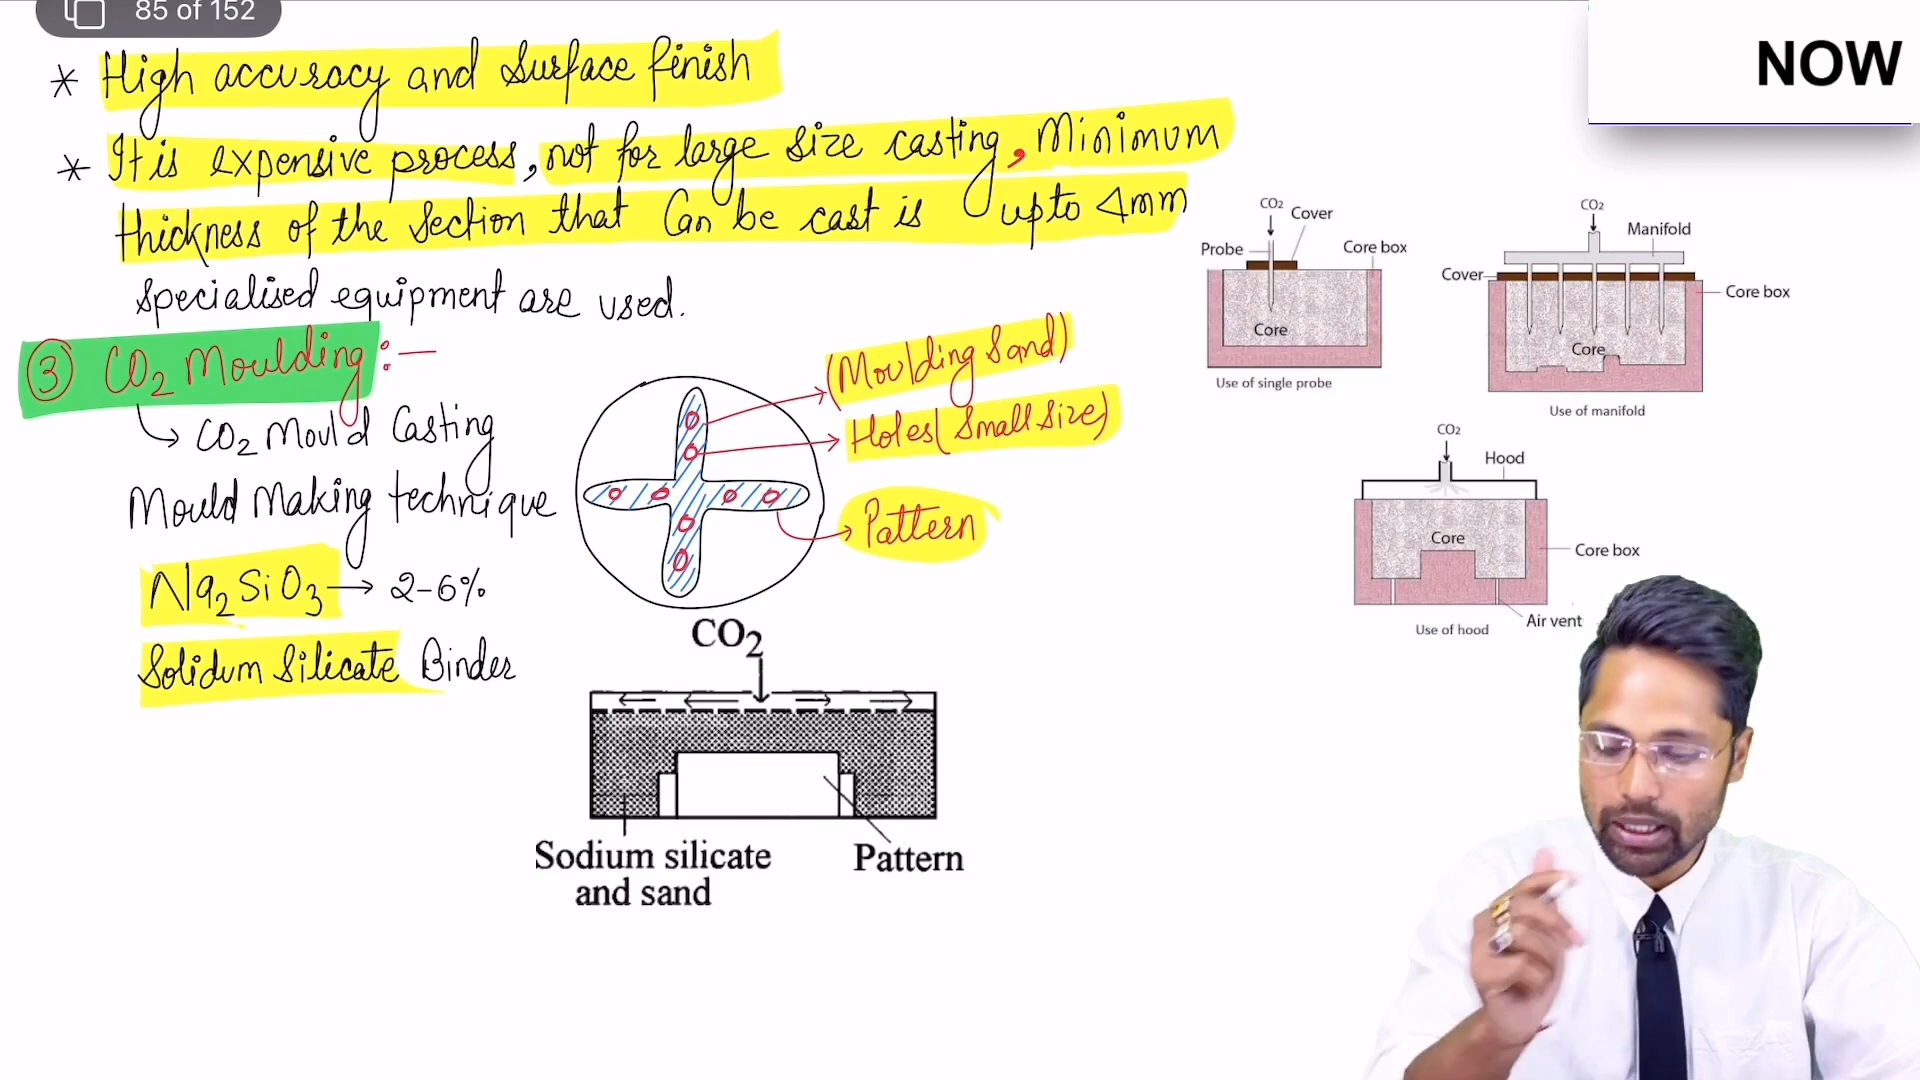 85 of 152
NOW
* High accuracy and surface finish
* It is expensive process, not for large size casting, Minimum
thickness of the section that can be cast is upto 4mm
specialised equipment are used.
③ CO₂ Moulding :-
↳ CO₂ Mould Casting
Mould Making technique
Na₂SiO₃ → 2-6%
Solidum Silicate Binder
(Moulding Sand)
Holes (Small Size)
Pattern
CO₂
Sodium silicate
and sand
Pattern
CO₂
Cover
Probe
Core box
Core
Use of single probe
CO₂
Manifold
Cover
Core box
Core
Use of manifold
CO₂
Hood
Core
Core box
Air vent
Use of hood